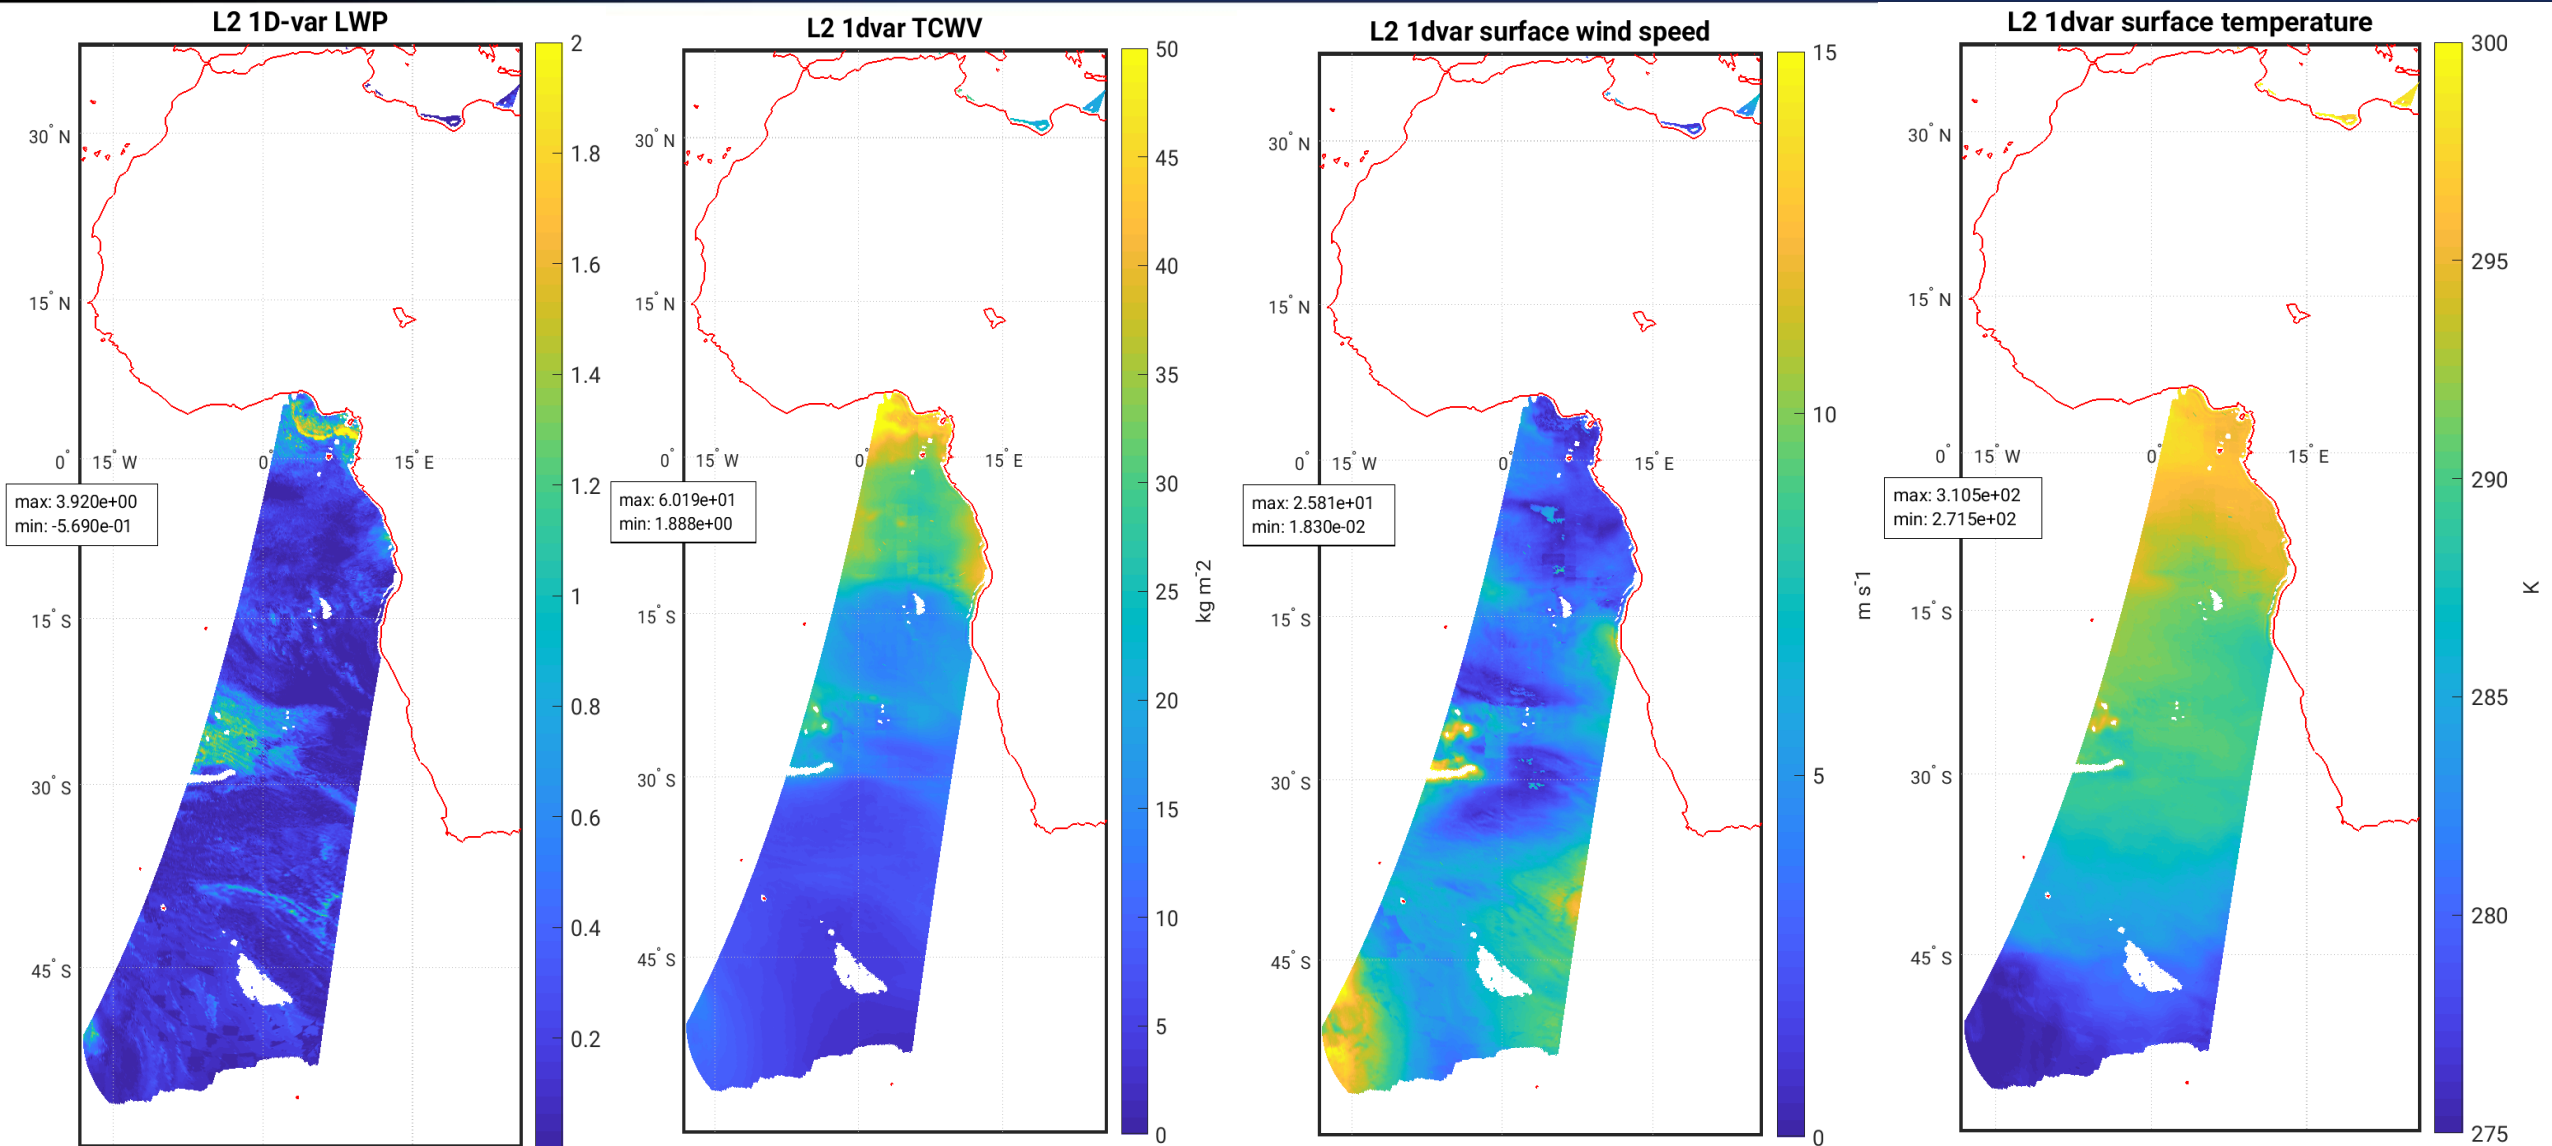 L2 1D-var LWP
30° N
15° N
0°
15° W
0°
15° E
15° S
30° S
45° S
max: 3.920e+00
min: -5.690e-01
2
1.8
1.6
1.4
1.2
1
0.8
0.6
0.4
0.2
L2 1dvar TCWV
30° N
15° N
0°
15° W
0°
15° E
15° S
30° S
45° S
max: 6.019e+01
min: 1.888e+00
50
45
40
35
30
25
20
15
10
5
0
kg m-2
L2 1dvar surface wind speed
30° N
15° N
0°
15° W
0°
15° E
15° S
30° S
45° S
max: 2.581e+01
min: 1.830e-02
15
10
5
0
m s-1
L2 1dvar surface temperature
30° N
15° N
0°
15° W
0°
15° E
15° S
30° S
45° S
max: 3.105e+02
min: 2.715e+02
300
295
290
285
280
275
K